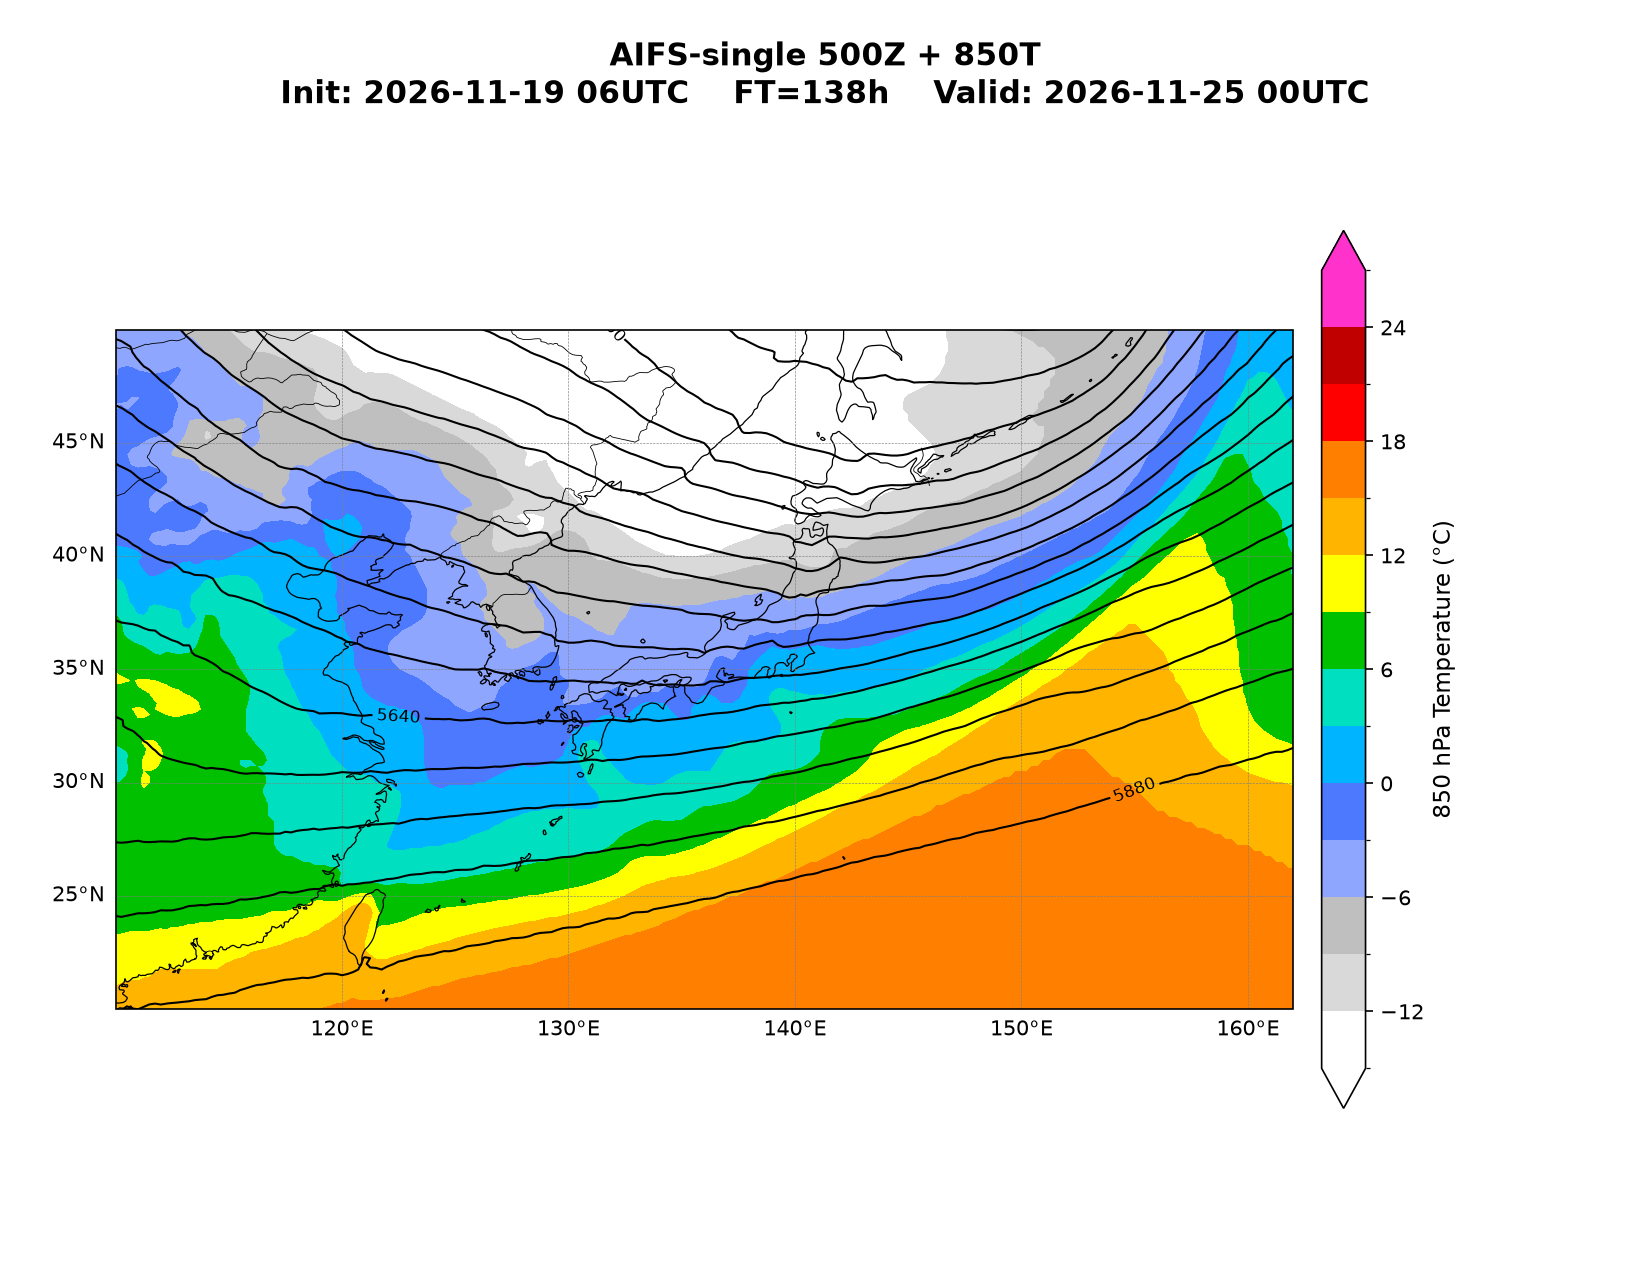 AIFS-single 500Z + 850T
Init: 2026-11-19 06UTC    FT=138h    Valid: 2026-11-25 00UTC
24
18
12
6
0
−6
−12
850 hPa Temperature (°C)
45°N
40°N
35°N
30°N
25°N
5640
5880
120°E
130°E
140°E
150°E
160°E